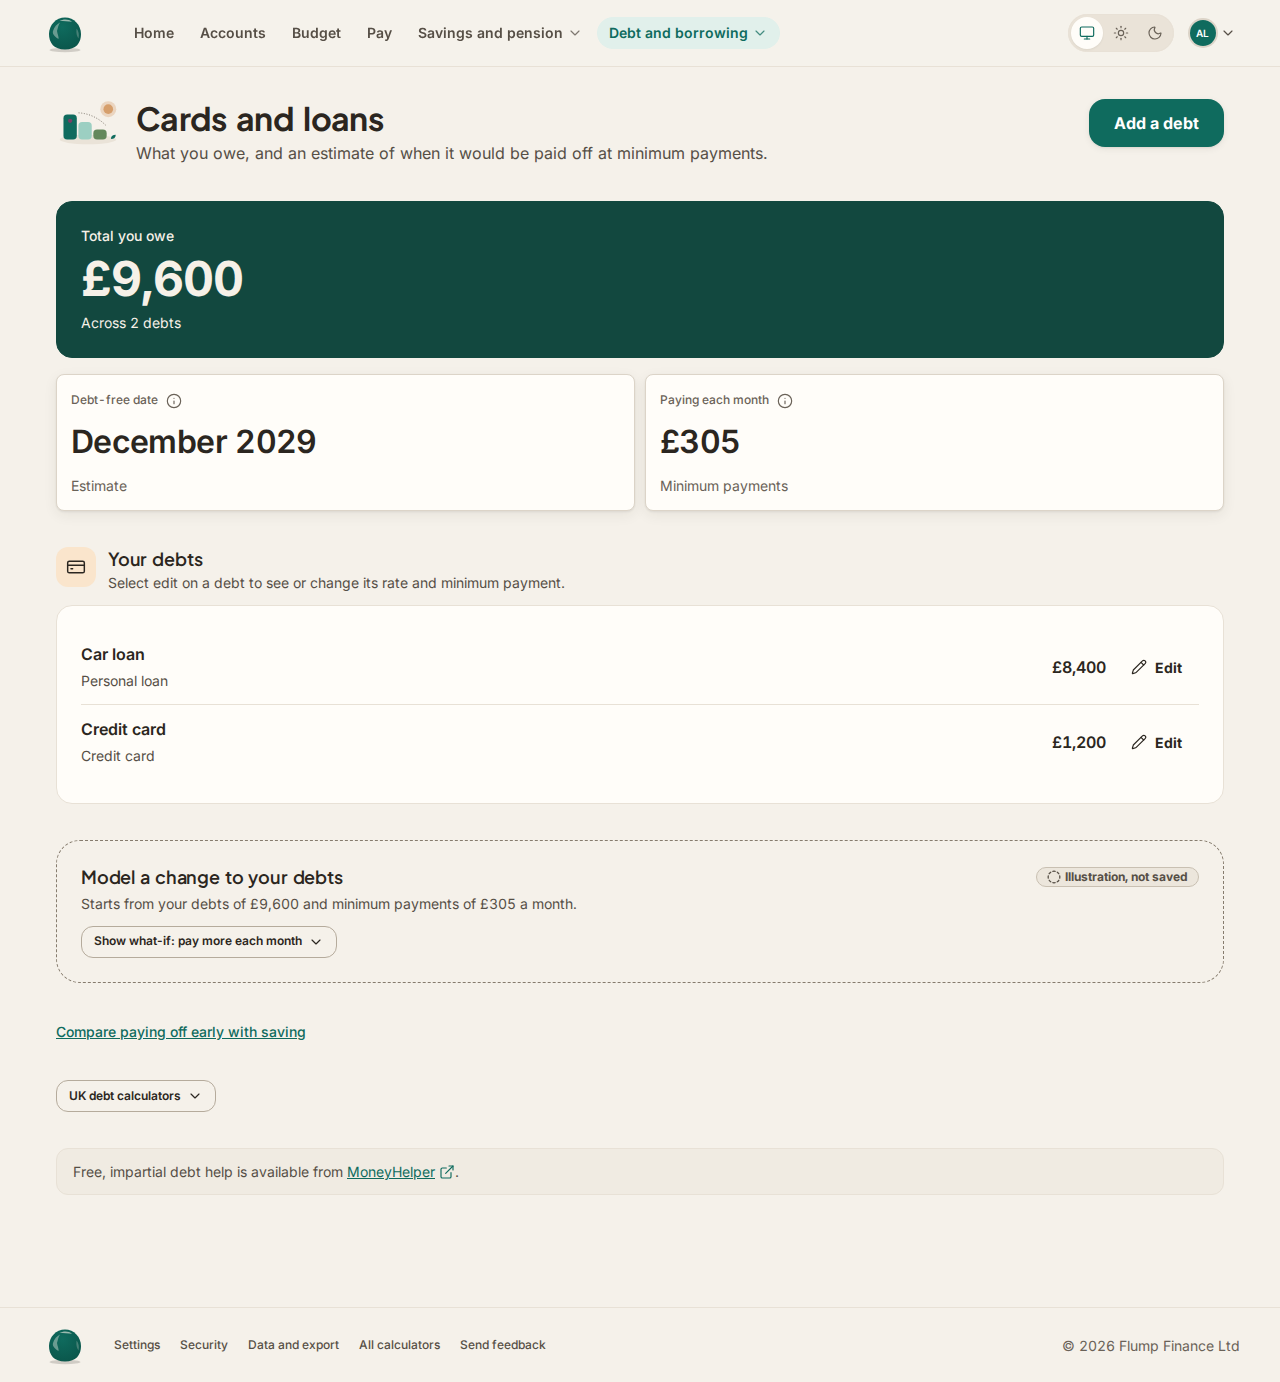 Home Accounts Budget Pay Savings and pension Debt and borrowing AL
Cards and loans
Add a debt
What you owe, and an estimate of when it would be paid off at minimum payments.
Total you owe
£9,600
Across 2 debts
Debt-free date
December 2029
Estimate
Paying each month
£305
Minimum payments
Your debts
Select edit on a debt to see or change its rate and minimum payment.
Car loan
Personal loan
£8,400 Edit
Credit card
Credit card
£1,200 Edit
Model a change to your debts
Illustration, not saved
Starts from your debts of £9,600 and minimum payments of £305 a month.
Show what-if: pay more each month
Compare paying off early with saving
UK debt calculators
Free, impartial debt help is available from MoneyHelper.
Settings Security Data and export All calculators Send feedback © 2026 Flump Finance Ltd